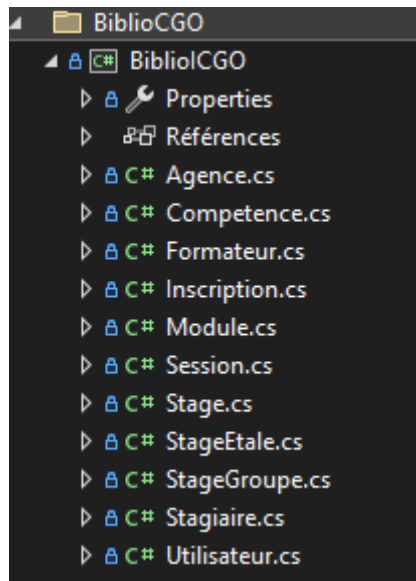 BiblioCGO
C# BiblioICGO
Properties
Références
C# Agence.cs
C# Competence.cs
C# Formateur.cs
C# Inscription.cs
C# Module.cs
C# Session.cs
C# Stage.cs
C# StageEtale.cs
C# StageGroupe.cs
C# Stagiaire.cs
C# Utilisateur.cs